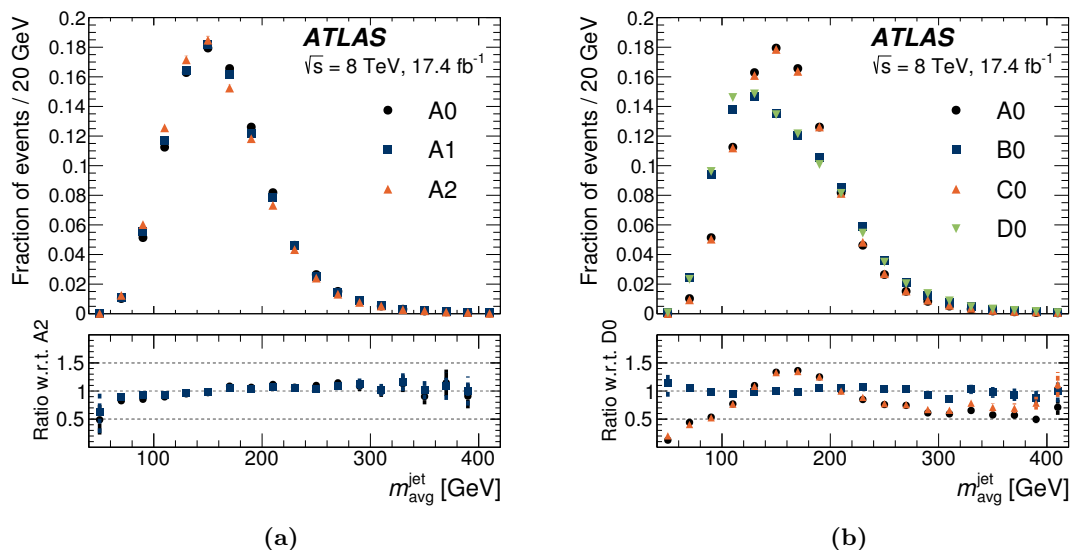 Fraction of events / 20 GeV
0.2
0.18
0.16
0.14
0.12
0.1
0.08
0.06
0.04
0.02
0
ATLAS
√s = 8 TeV, 17.4 fb⁻¹
A0
A1
A2
Ratio w.r.t. A2
1.5
1
0.5
100 200 300 400
m_avg^jet [GeV]
(a)
Fraction of events / 20 GeV
0.2
0.18
0.16
0.14
0.12
0.1
0.08
0.06
0.04
0.02
0
ATLAS
√s = 8 TeV, 17.4 fb⁻¹
A0
B0
C0
D0
Ratio w.r.t. D0
1.5
1
0.5
100 200 300 400
m_avg^jet [GeV]
(b)